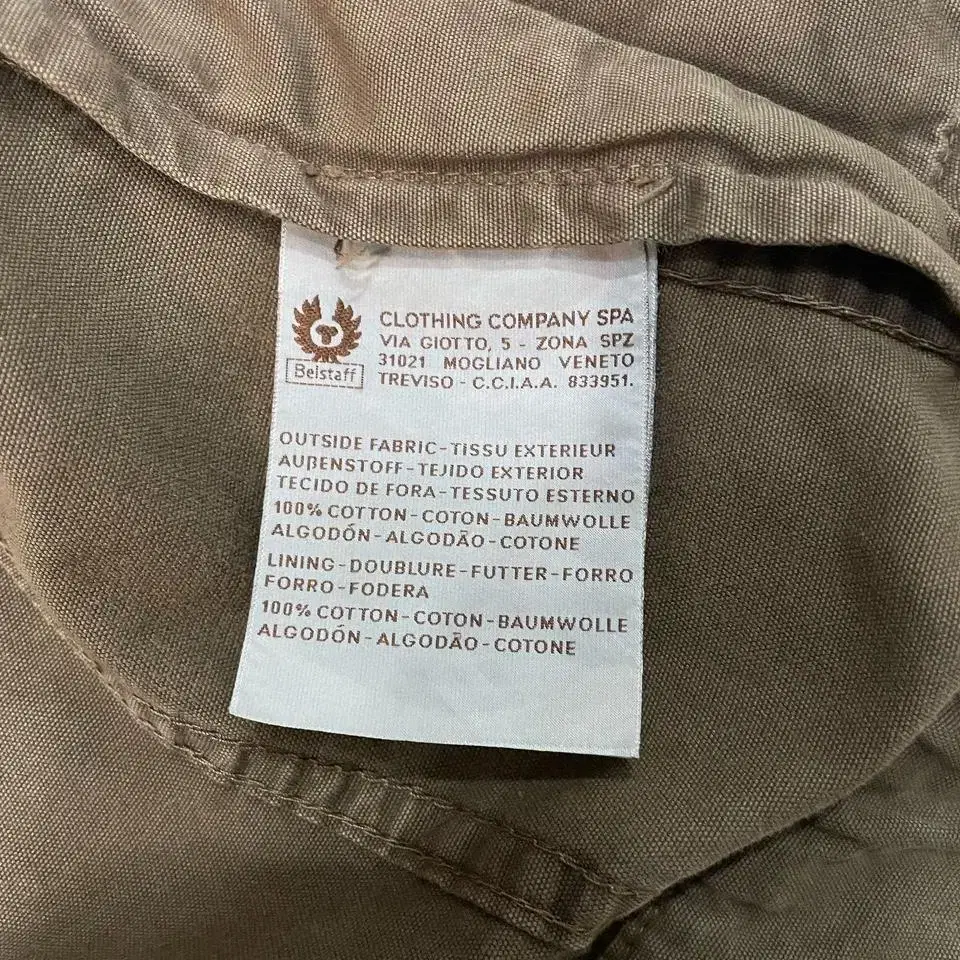 CLOTHING COMPANY SPA
VIA GIOTTO, 5 - ZONA SPZ
31021 MOGLIANO VENETO
TREVISO - C.C.I.A.A. 833951.
Belstaff
OUTSIDE FABRIC-TISSU EXTERIEUR
AUßENSTOFF-TEJIDO EXTERIOR
TECIDO DE FORA-TESSUTO ESTERNO
100% COTTON-COTON-BAUMWOLLE
ALGODÓN-ALGODÃO-COTONE
LINING-DOUBLURE-FUTTER-FORRO
FORRO-FODERA
100% COTTON-COTON-BAUMWOLLE
ALGODÓN-ALGODÃO-COTONE